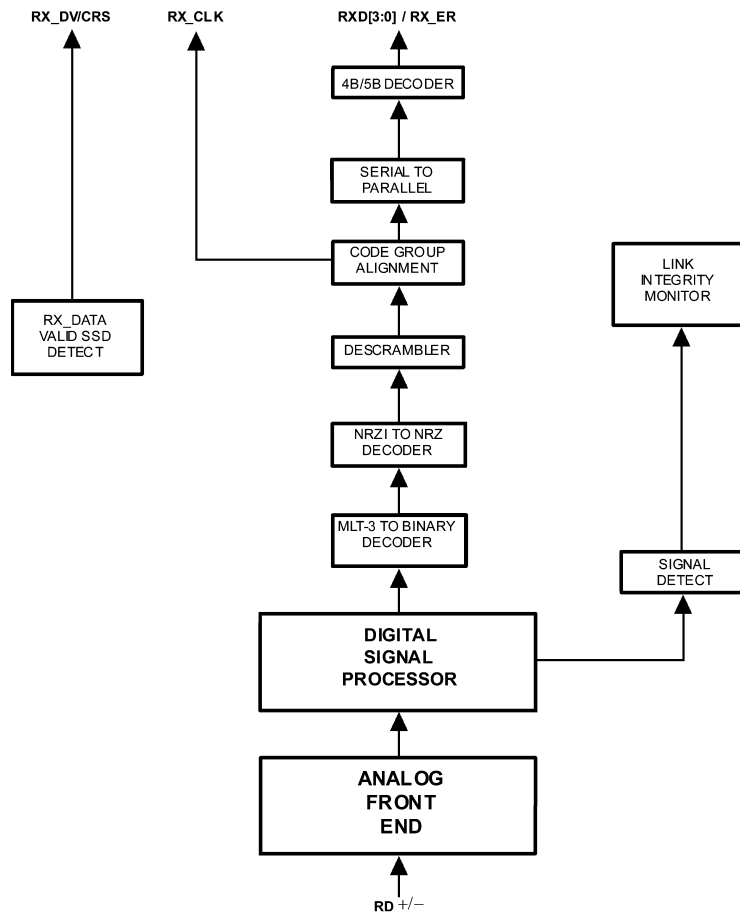 RX_DV/CRS
RX_CLK
RXD[3:0] / RX_ER
4B/5B DECODER
SERIAL TO
PARALLEL
CODE GROUP
ALIGNMENT
LINK
INTEGRITY
MONITOR
RX_DATA
VALID SSD
DETECT
DESCRAMBLER
NRZI TO NRZ
DECODER
MLT-3 TO BINARY
DECODER
SIGNAL
DETECT
DIGITAL
SIGNAL
PROCESSOR
ANALOG
FRONT
END
RD +/−